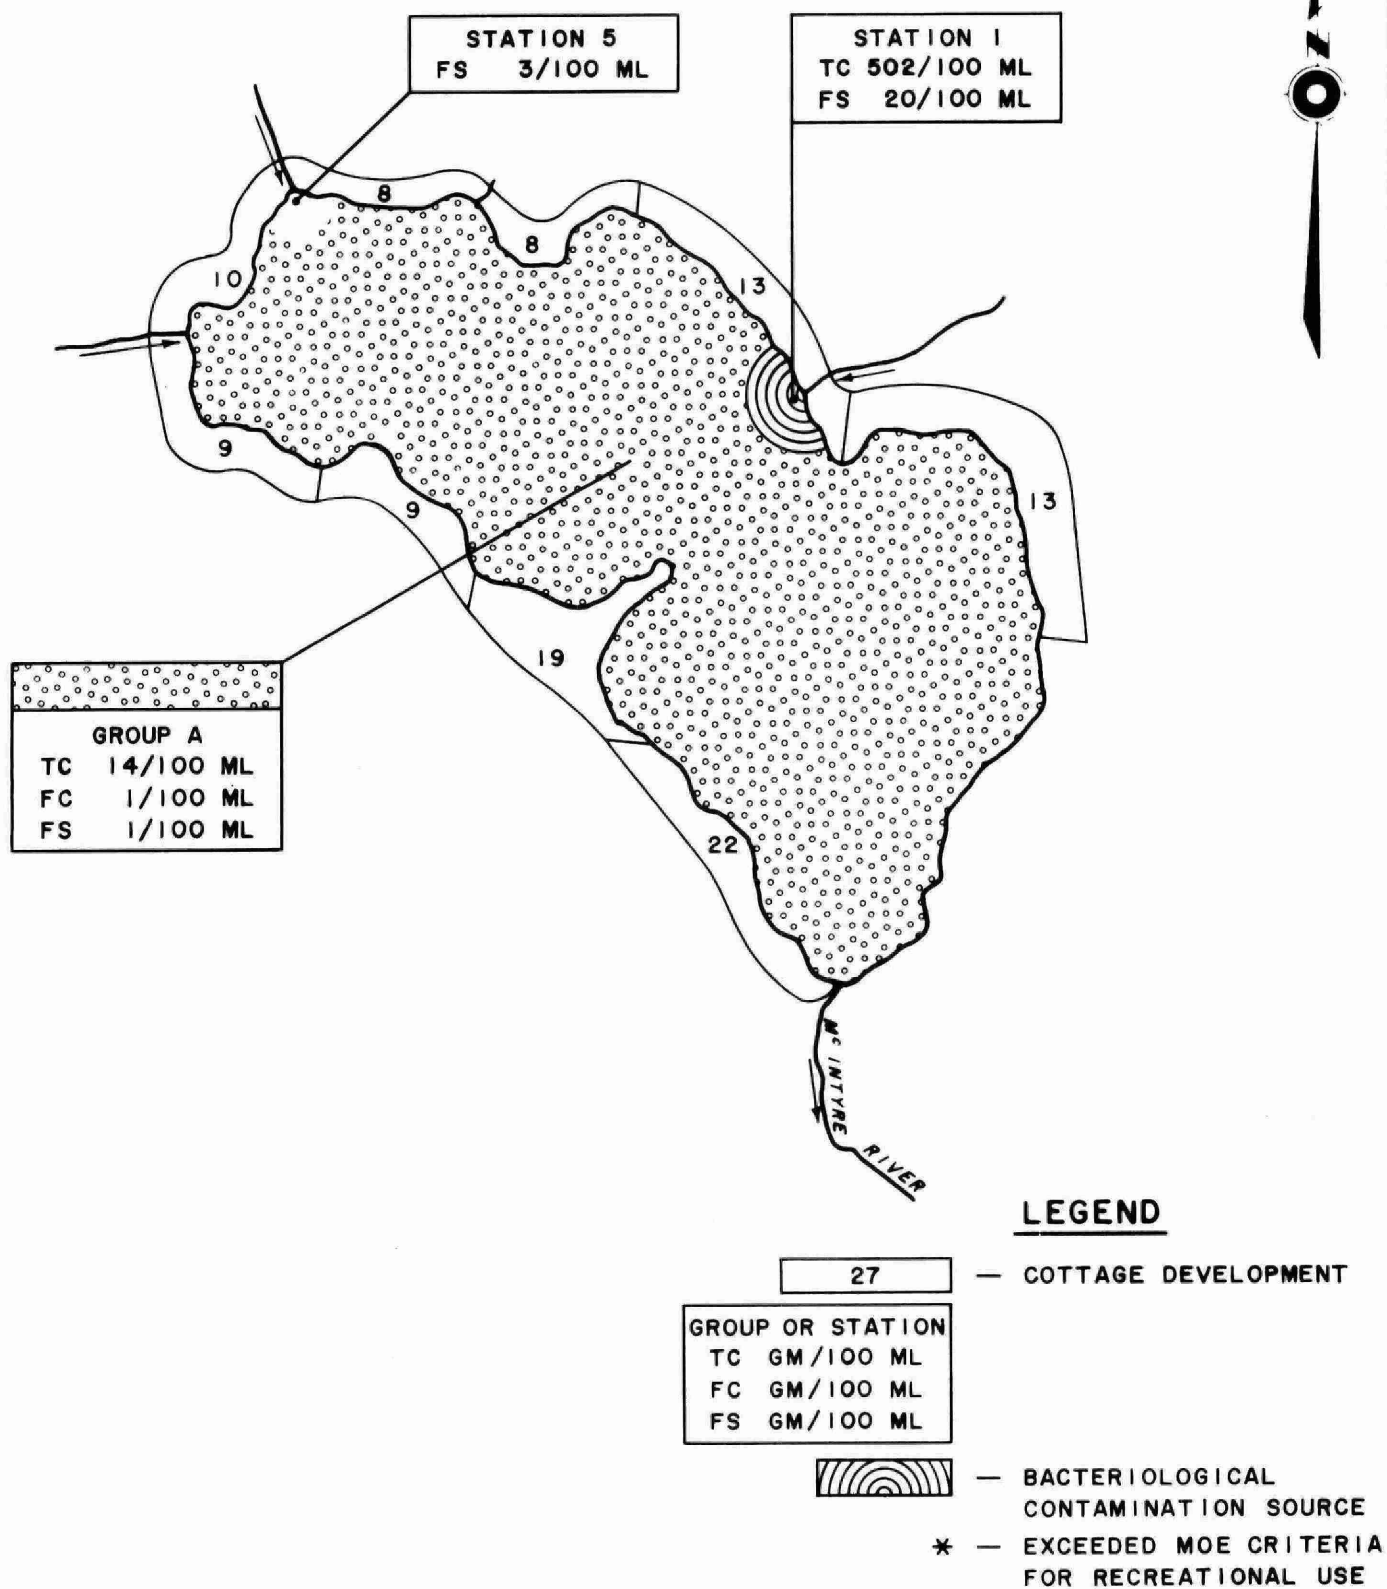 STATION 5
FS 3/100 ML
STATION 1
TC 502/100 ML
FS 20/100 ML
N
8
8
10
13
9
9
13
19
GROUP A
TC 14/100 ML
FC 1/100 ML
FS 1/100 ML
22
Mc INTYRE RIVER
LEGEND
27 — COTTAGE DEVELOPMENT
GROUP OR STATION
TC GM/100 ML
FC GM/100 ML
FS GM/100 ML
— BACTERIOLOGICAL
CONTAMINATION SOURCE
* — EXCEEDED MOE CRITERIA
FOR RECREATIONAL USE